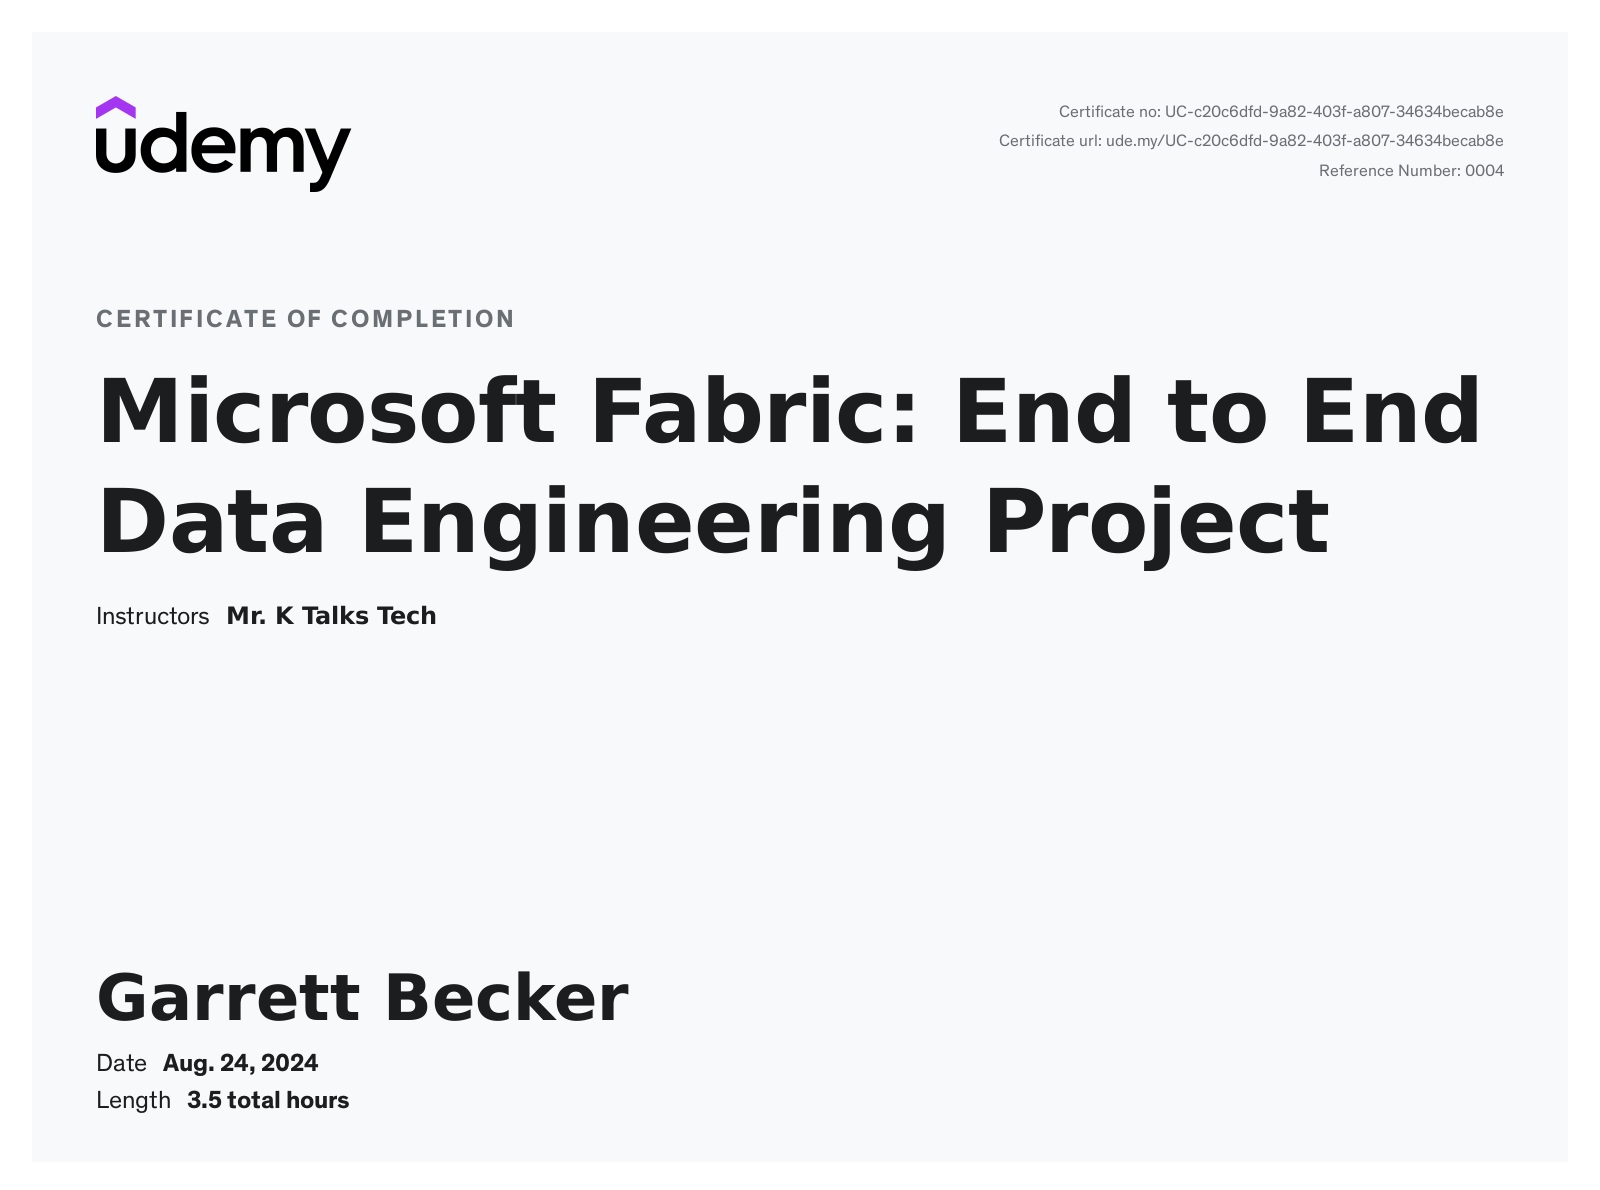 udemy
Certificate no: UC-c20c6dfd-9a82-403f-a807-34634becab8e
Certificate url: ude.my/UC-c20c6dfd-9a82-403f-a807-34634becab8e
Reference Number: 0004
CERTIFICATE OF COMPLETION
Microsoft Fabric: End to End
Data Engineering Project
Instructors Mr. K Talks Tech
Garrett Becker
Date Aug. 24, 2024
Length 3.5 total hours